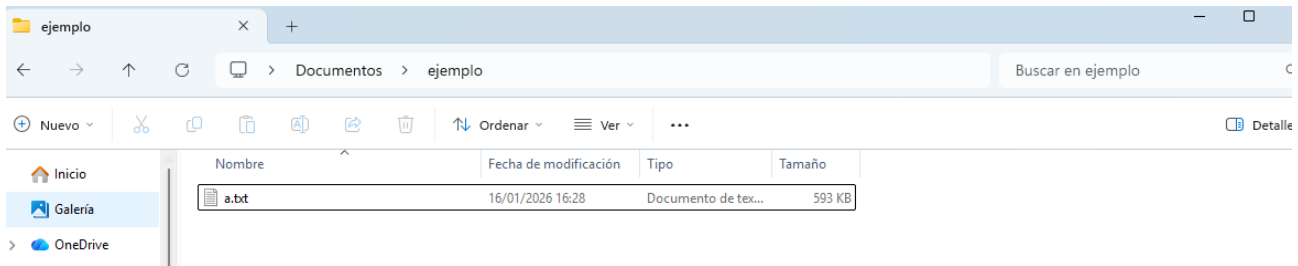 ejemplo
Documentos > ejemplo
Buscar en ejemplo
Nuevo
Ordenar
Ver
Detalle
Nombre
Fecha de modificación
Tipo
Tamaño
Inicio
a.txt
16/01/2026 16:28
Documento de tex...
593 KB
Galería
OneDrive